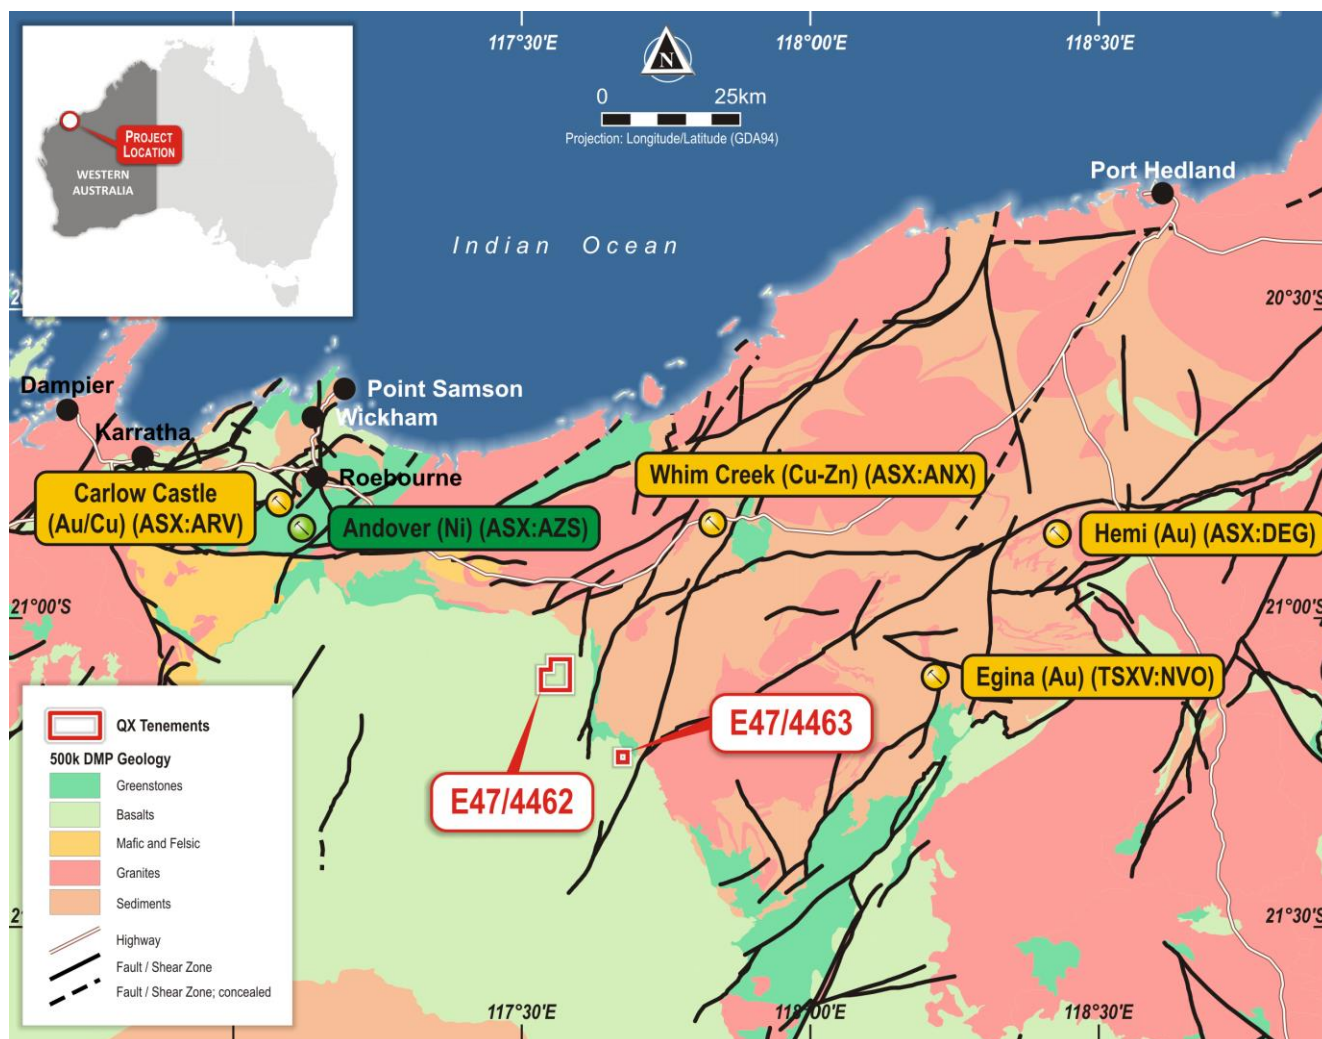 117°30'E
118°00'E
118°30'E
N
0 25km
Projection: Longitude/Latitude (GDA94)
PROJECT
LOCATION
WESTERN
AUSTRALIA
Port Hedland
Indian Ocean
20°30'S
Dampier
Point Samson
Wickham
Karratha
Roebourne
Carlow Castle
(Au/Cu) (ASX:ARV)
Andover (Ni) (ASX:AZS)
Whim Creek (Cu-Zn) (ASX:ANX)
Hemi (Au) (ASX:DEG)
21°00'S
21°00'S
Egina (Au) (TSXV:NVO)
E47/4463
E47/4462
QX Tenements
500k DMP Geology
Greenstones
Basalts
Mafic and Felsic
Granites
Sediments
Highway
Fault / Shear Zone
Fault / Shear Zone; concealed
21°30'S
117°30'E
118°00'E
118°30'E